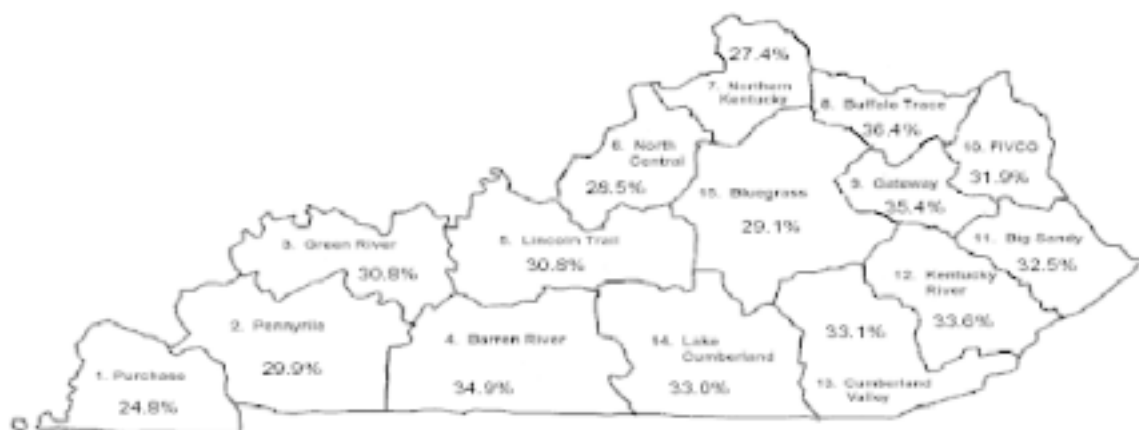 27.4%
7. Northern
Kentucky
8. Buffalo Trace
36.4%
6. North
Central
28.5%
10. FIVCO
31.9%
9. Gateway
35.4%
15. Bluegrass
29.1%
3. Green River
30.8%
5. Lincoln Trail
30.8%
11. Big Sandy
32.5%
12. Kentucky
River
33.6%
2. Pennyrile
29.9%
4. Barren River
34.9%
14. Lake
Cumberland
33.0%
33.1%
13. Cumberland
Valley
1. Purchase
24.8%